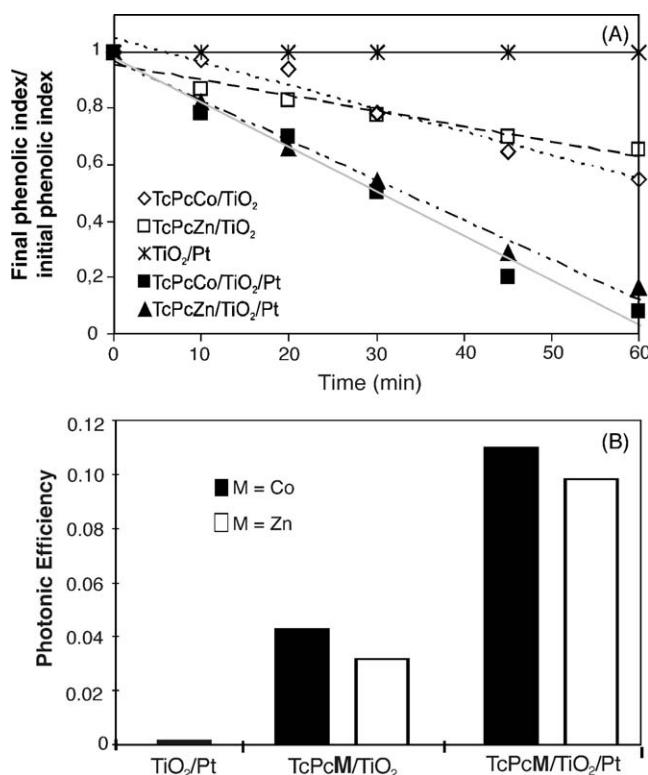 (A)
Final phenolic index/
initial phenolic index
1
0,8
0,6
0,4
0,2
0
TcPcCo/TiO₂
TcPcZn/TiO₂
TiO₂/Pt
TcPcCo/TiO₂/Pt
TcPcZn/TiO₂/Pt
0 10 20 30 40 50 60
Time (min)
(B)
Photonic Efficiency
0.12
0.10
0.08
0.06
0.04
0.02
0
M = Co
M = Zn
TiO₂/Pt TcPcM/TiO₂ TcPcM/TiO₂/Pt